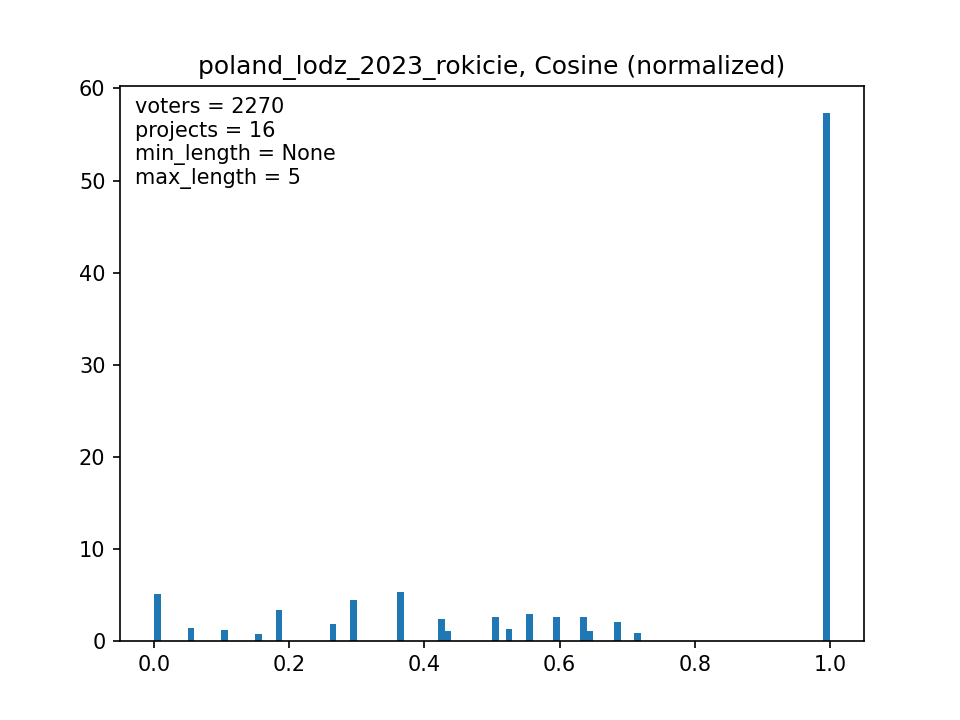 poland_lodz_2023_rokicie, Cosine (normalized)
voters = 2270
projects = 16
min_length = None
max_length = 5
60
50
40
30
20
10
0
0.0 0.2 0.4 0.6 0.8 1.0